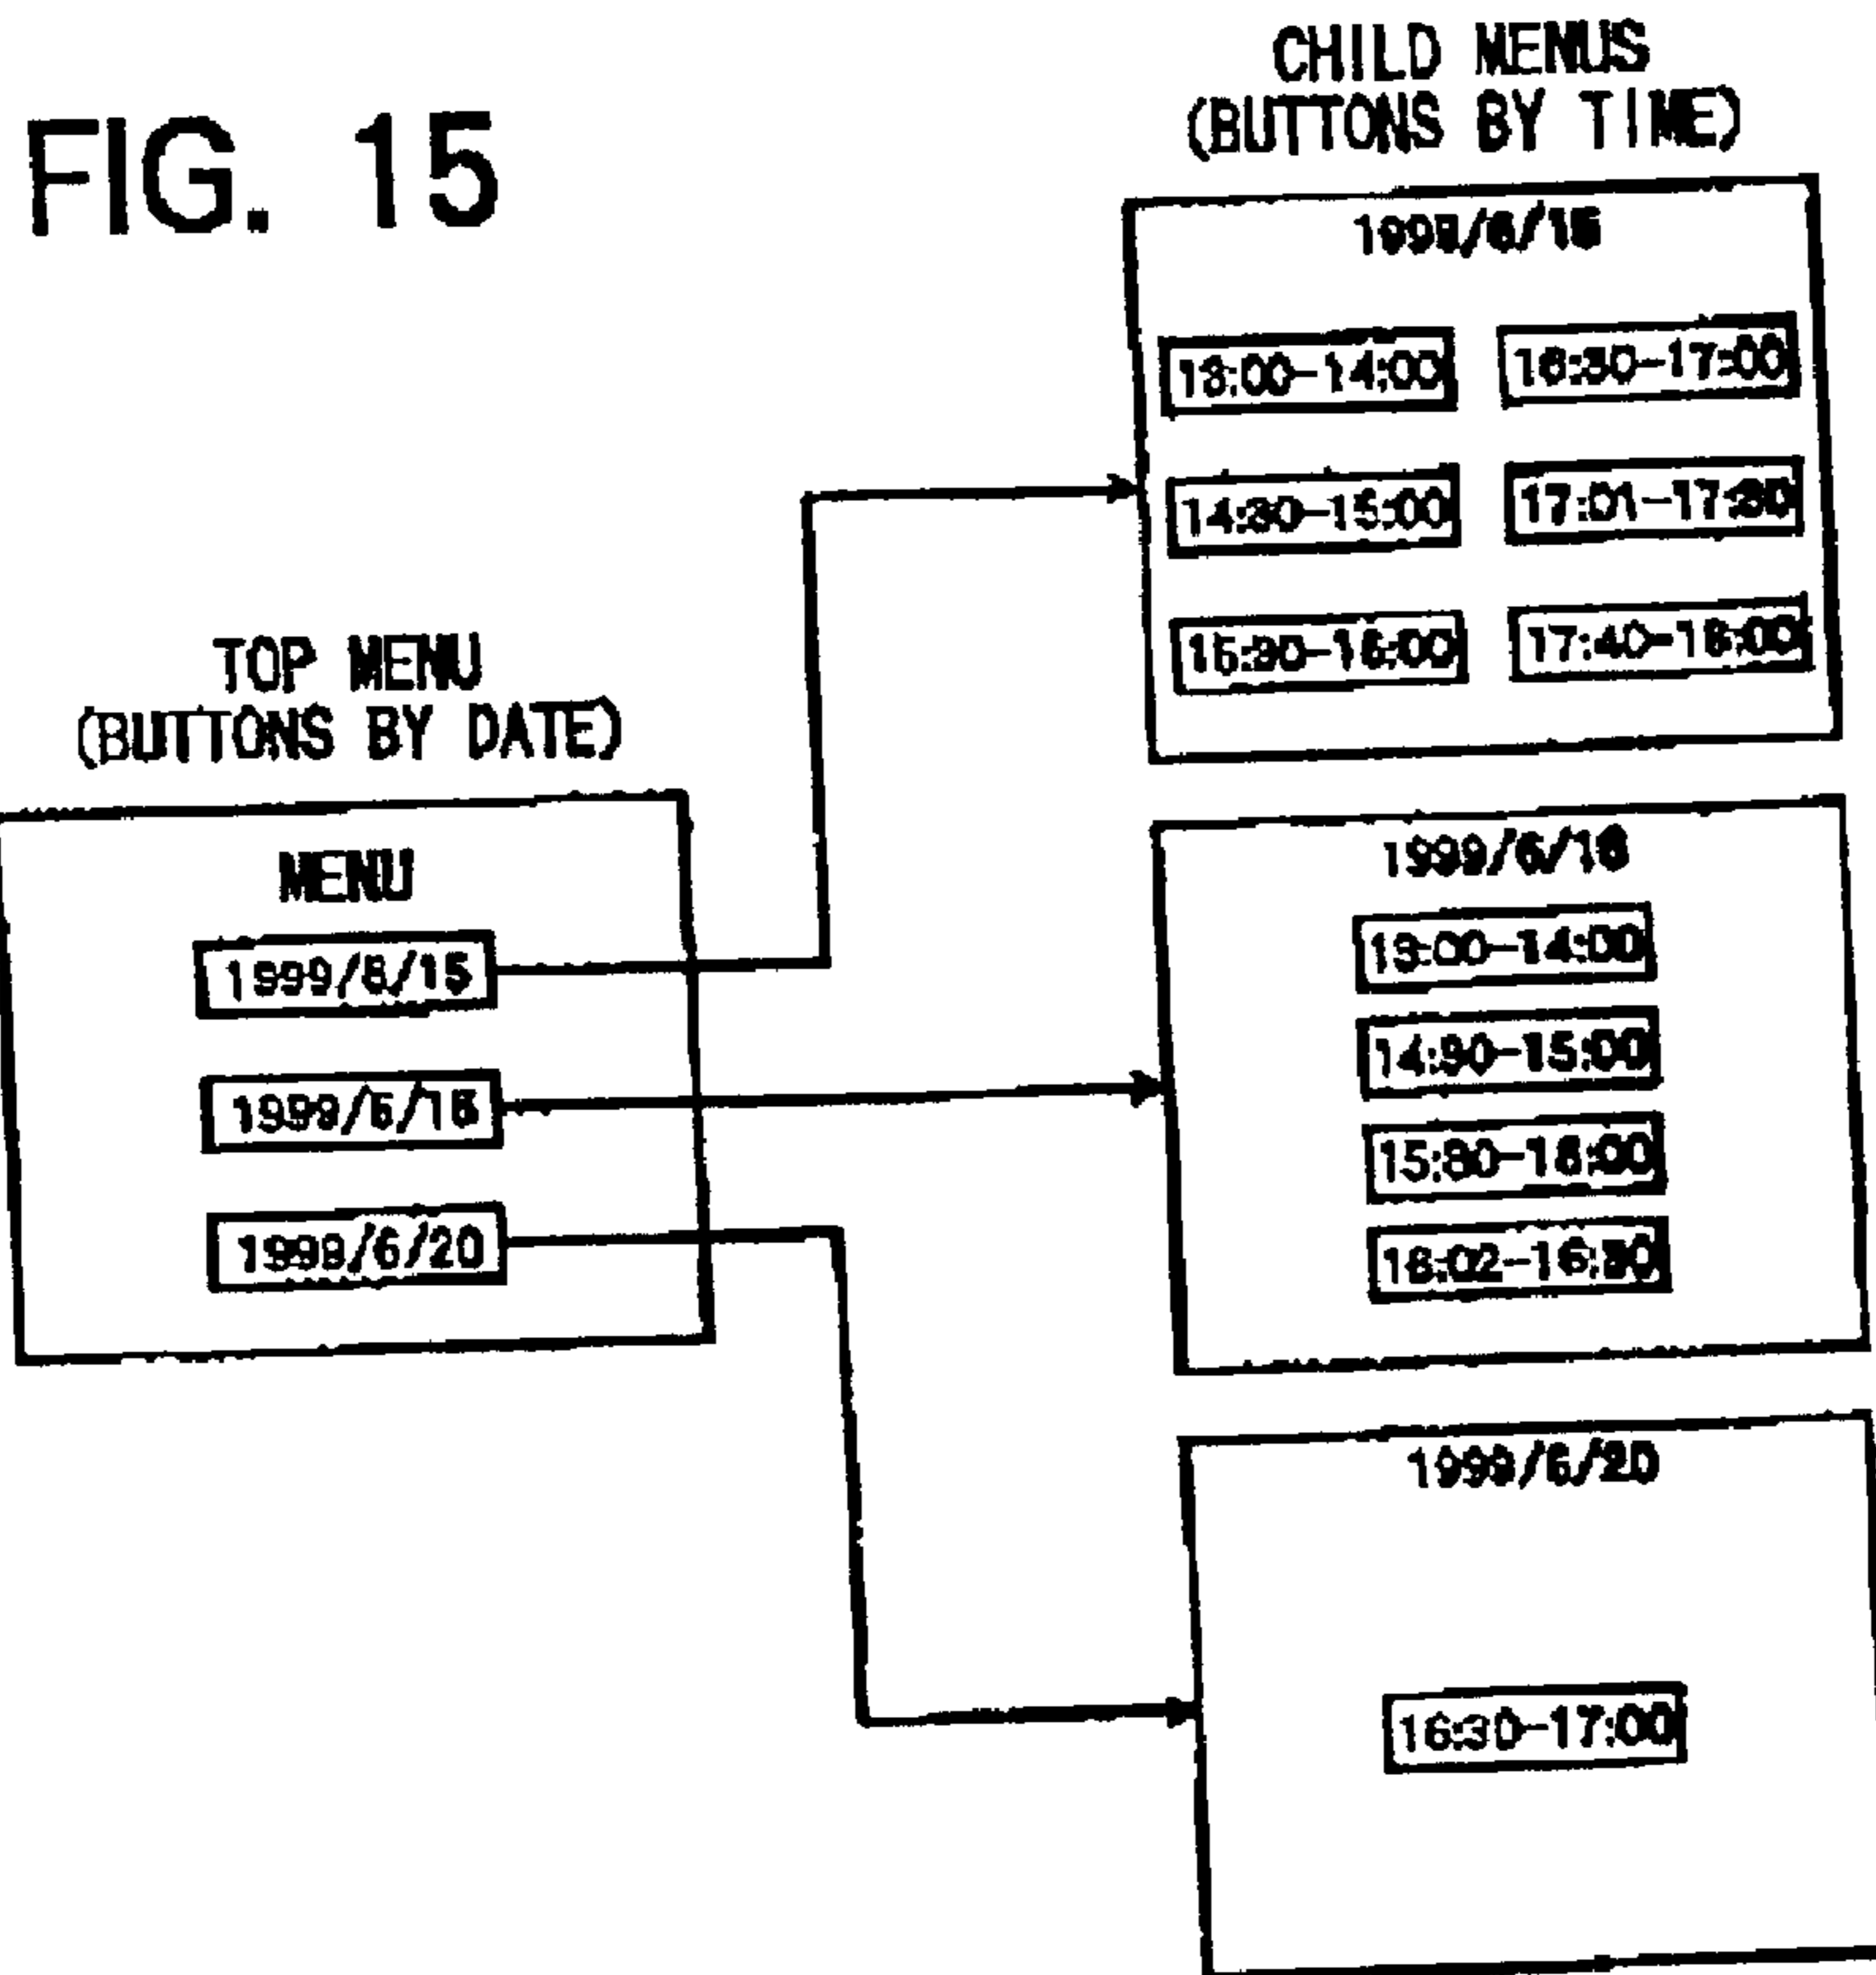 FIG. 15
CHILD MENUS
(BUTTONS BY TIME)
1999/6/15
13:00-14:00
16:30-17:00
14:30-15:00
17:01-17:30
15:30-16:00
17:40-18:00
TOP MENU
(BUTTONS BY DATE)
MENU
1999/6/15
1999/6/16
1999/6/20
1999/6/16
13:00-14:00
14:30-15:00
15:30-16:00
16:02-16:30
1999/6/20
16:30-17:00